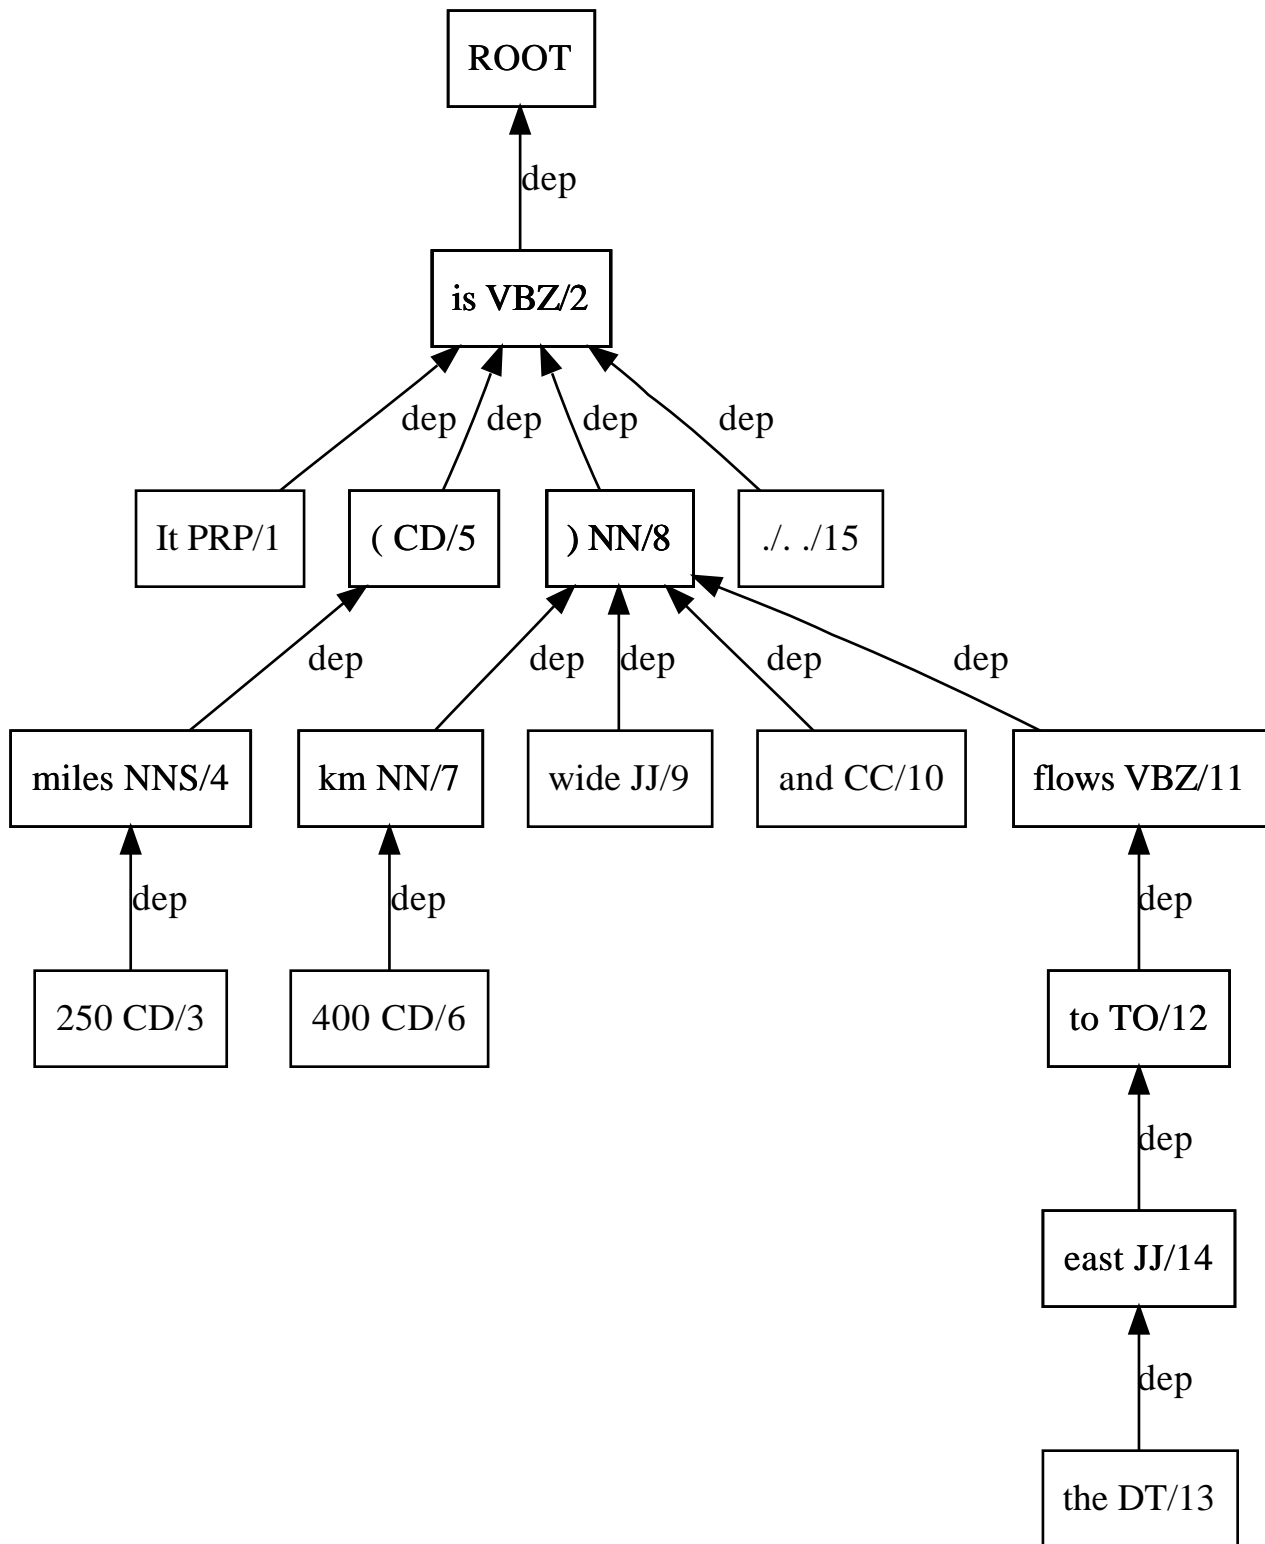 ROOT
dep
is VBZ/2
dep dep dep dep
It PRP/1 ( CD/5 ) NN/8 ./. ./15
dep dep dep dep dep
miles NNS/4 km NN/7 wide JJ/9 and CC/10 flows VBZ/11
dep dep dep
250 CD/3 400 CD/6 to TO/12
dep
east JJ/14
dep
the DT/13